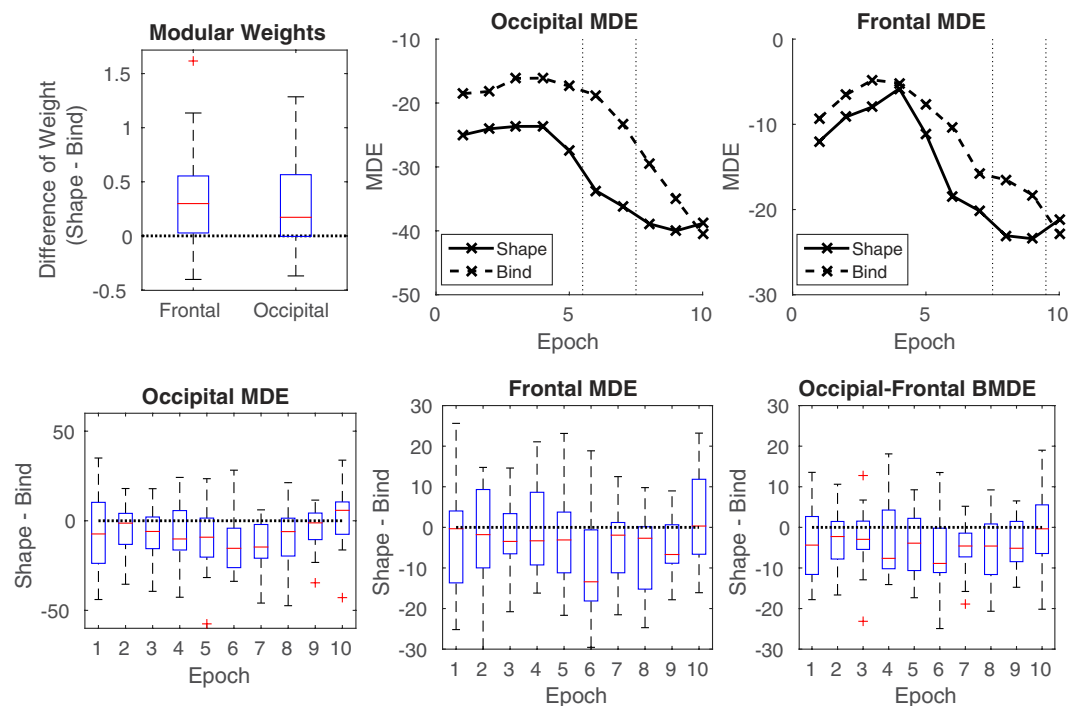 Modular Weights
Difference of Weight
(Shape - Bind)
1.5
1
0.5
0
-0.5
Frontal Occipital
Occipital MDE
MDE
-10
-20
-30
-40
-50
Shape
Bind
0 5 10
Epoch
Frontal MDE
MDE
0
-10
-20
-30
Shape
Bind
0 5 10
Epoch
Occipital MDE
Shape - Bind
50
0
-50
1 2 3 4 5 6 7 8 9 10
Epoch
Frontal MDE
Shape - Bind
30
20
10
0
-10
-20
-30
1 2 3 4 5 6 7 8 9 10
Epoch
Occipial-Frontal BMDE
Shape - Bind
30
20
10
0
-10
-20
-30
1 2 3 4 5 6 7 8 9 10
Epoch